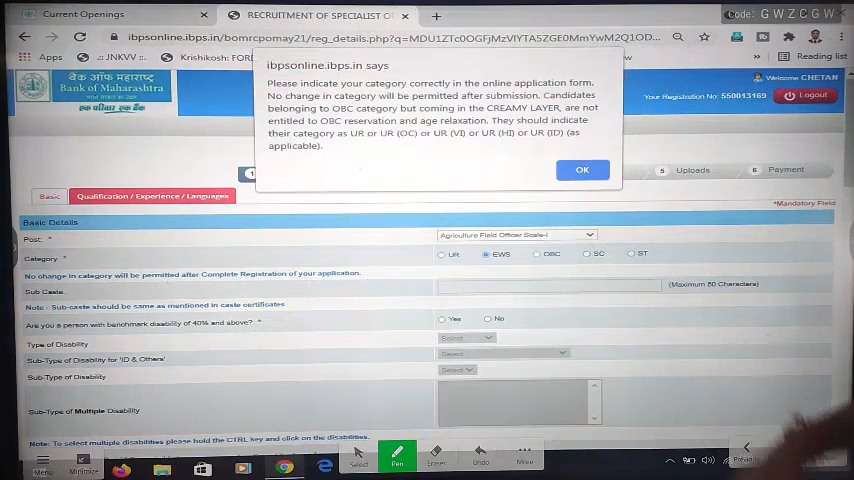 Current Openings
RECRUITMENT OF SPECIALIST O
Code: G W Z C G W
ibpsonline.ibps.in/bomrcpomay21/reg_details.php?q=MDU1ZTc0OGFjMzVlYTA5ZGE0MmYwM2Q1O...
Apps
.:: JNKVV ::.
Krishikosh: FORE
Reading list
ibpsonline.ibps.in says
Please indicate your category correctly in the online application form.
No change in category will be permitted after submission. Candidates
belonging to OBC category but coming in the CREAMY LAYER, are not
entitled to OBC reservation and age relaxation. They should indicate
their category as UR or UR (OC) or UR (VI) or UR (HI) or UR (ID) (as
applicable).
OK
बैंक ऑफ महाराष्ट्र
Bank of Maharashtra
एक परिवार एक बैंक
Welcome CHETAN
Your Registration No: 550013169
Logout
1
5 Uploads
6 Payment
Basic
Qualification / Experience / Languages
*Mandatory Field
Basic Details
Post: *
Agriculture Field Officer Scale-I
Category *
UR EWS OBC SC ST
No change in category will be permitted after Complete Registration of your application.
Sub Caste.
(Maximum 50 Characters)
Note - Sub-caste should be same as mentioned in caste certificates
Are you a person with benchmark disability of 40% and above? *
Yes No
Type of Disability
Select
Sub-Type of Disability for 'ID & Others'
Select
Sub-Type of Disability
Select
Sub-Type of Multiple Disability
Note: To select multiple disabilities please hold the CTRL key and click on the disabilities.
Menu
Minimize
Select
Pen
Eraser
Undo
More
Previous